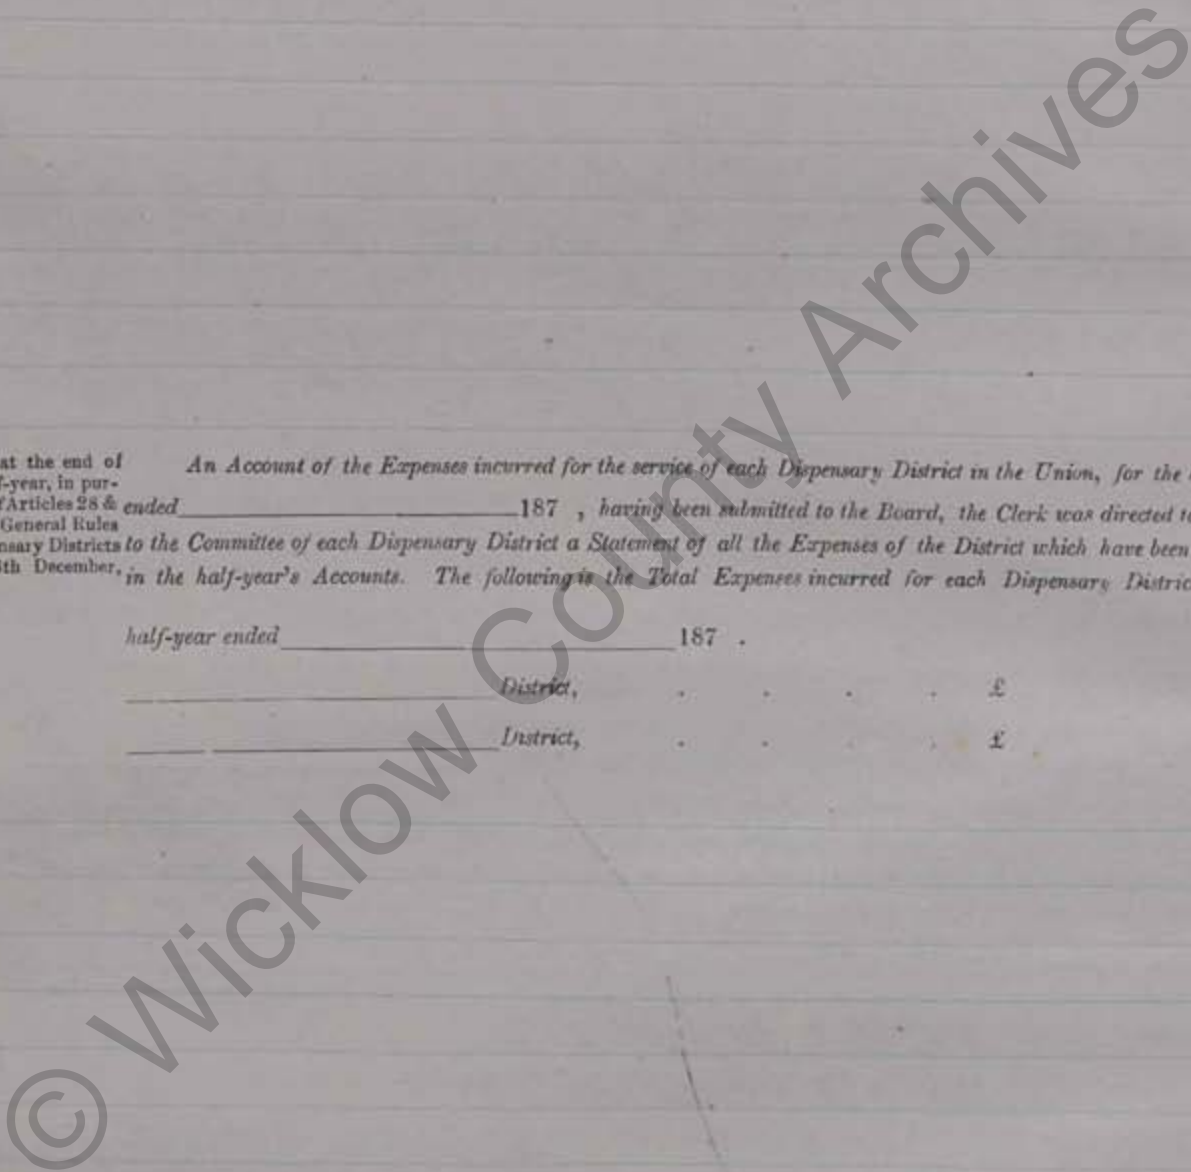 at the end of
f-year, in pur-
f Articles 28 &
General Rules
nsary Districts
th December,
An Account of the Expenses incurred for the service of each Dispensary District in the Union, for the
ended 187 , having been submitted to the Board, the Clerk was directed to
to the Committee of each Dispensary District a Statement of all the Expenses of the District which have been
in the half-year's Accounts. The following is the Total Expenses incurred for each Dispensary Distric
half-year ended 187 .
District, . . . . £
District, . . . . £
© Wicklow County Archives